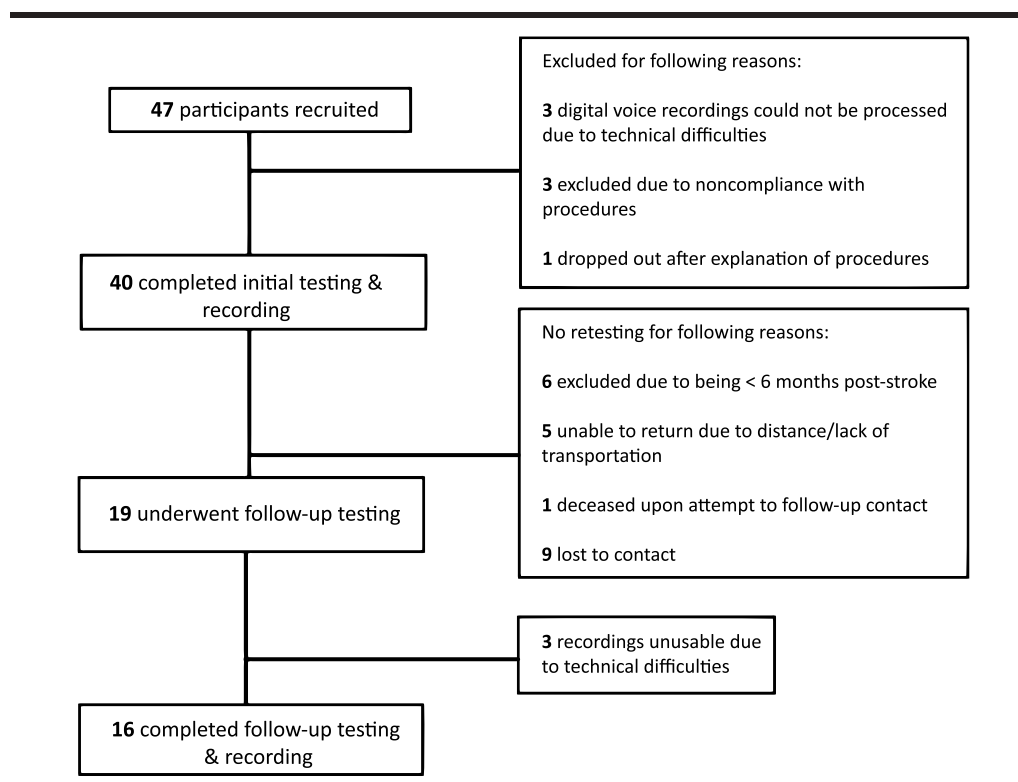 47 participants recruited
Excluded for following reasons:
3 digital voice recordings could not be processed
due to technical difficulties
3 excluded due to noncompliance with
procedures
1 dropped out after explanation of procedures
40 completed initial testing &
recording
No retesting for following reasons:
6 excluded due to being < 6 months post-stroke
5 unable to return due to distance/lack of
transportation
1 deceased upon attempt to follow-up contact
9 lost to contact
19 underwent follow-up testing
3 recordings unusable due
to technical difficulties
16 completed follow-up testing
& recording